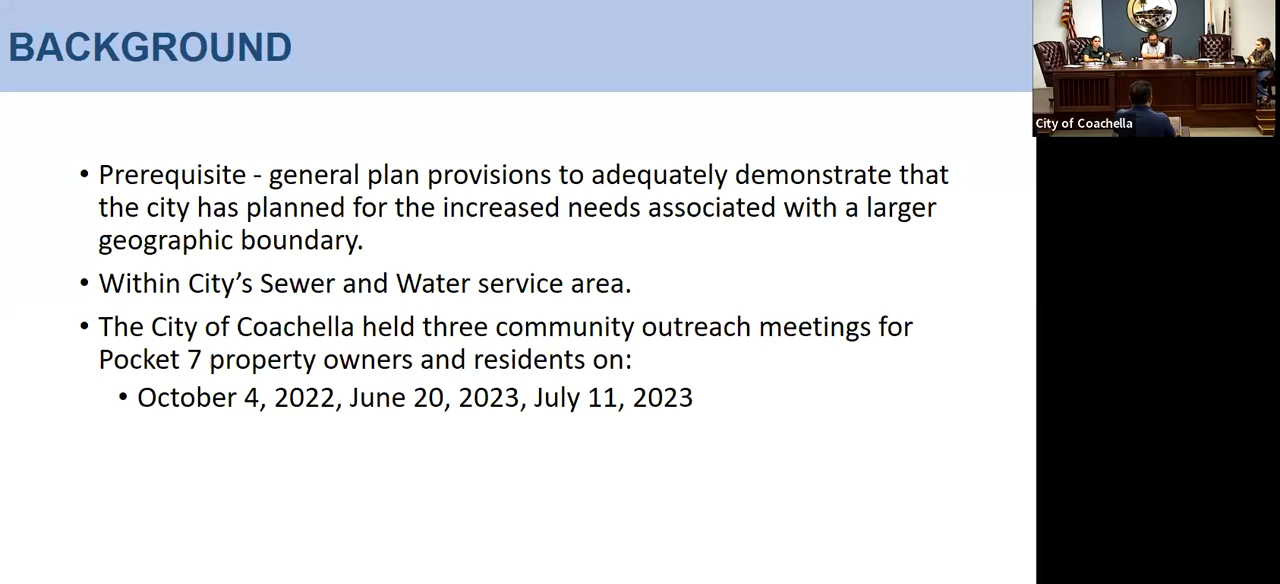 BACKGROUND
• Prerequisite - general plan provisions to adequately demonstrate that
the city has planned for the increased needs associated with a larger
geographic boundary.
• Within City’s Sewer and Water service area.
• The City of Coachella held three community outreach meetings for
Pocket 7 property owners and residents on:
• October 4, 2022, June 20, 2023, July 11, 2023
City of Coachella